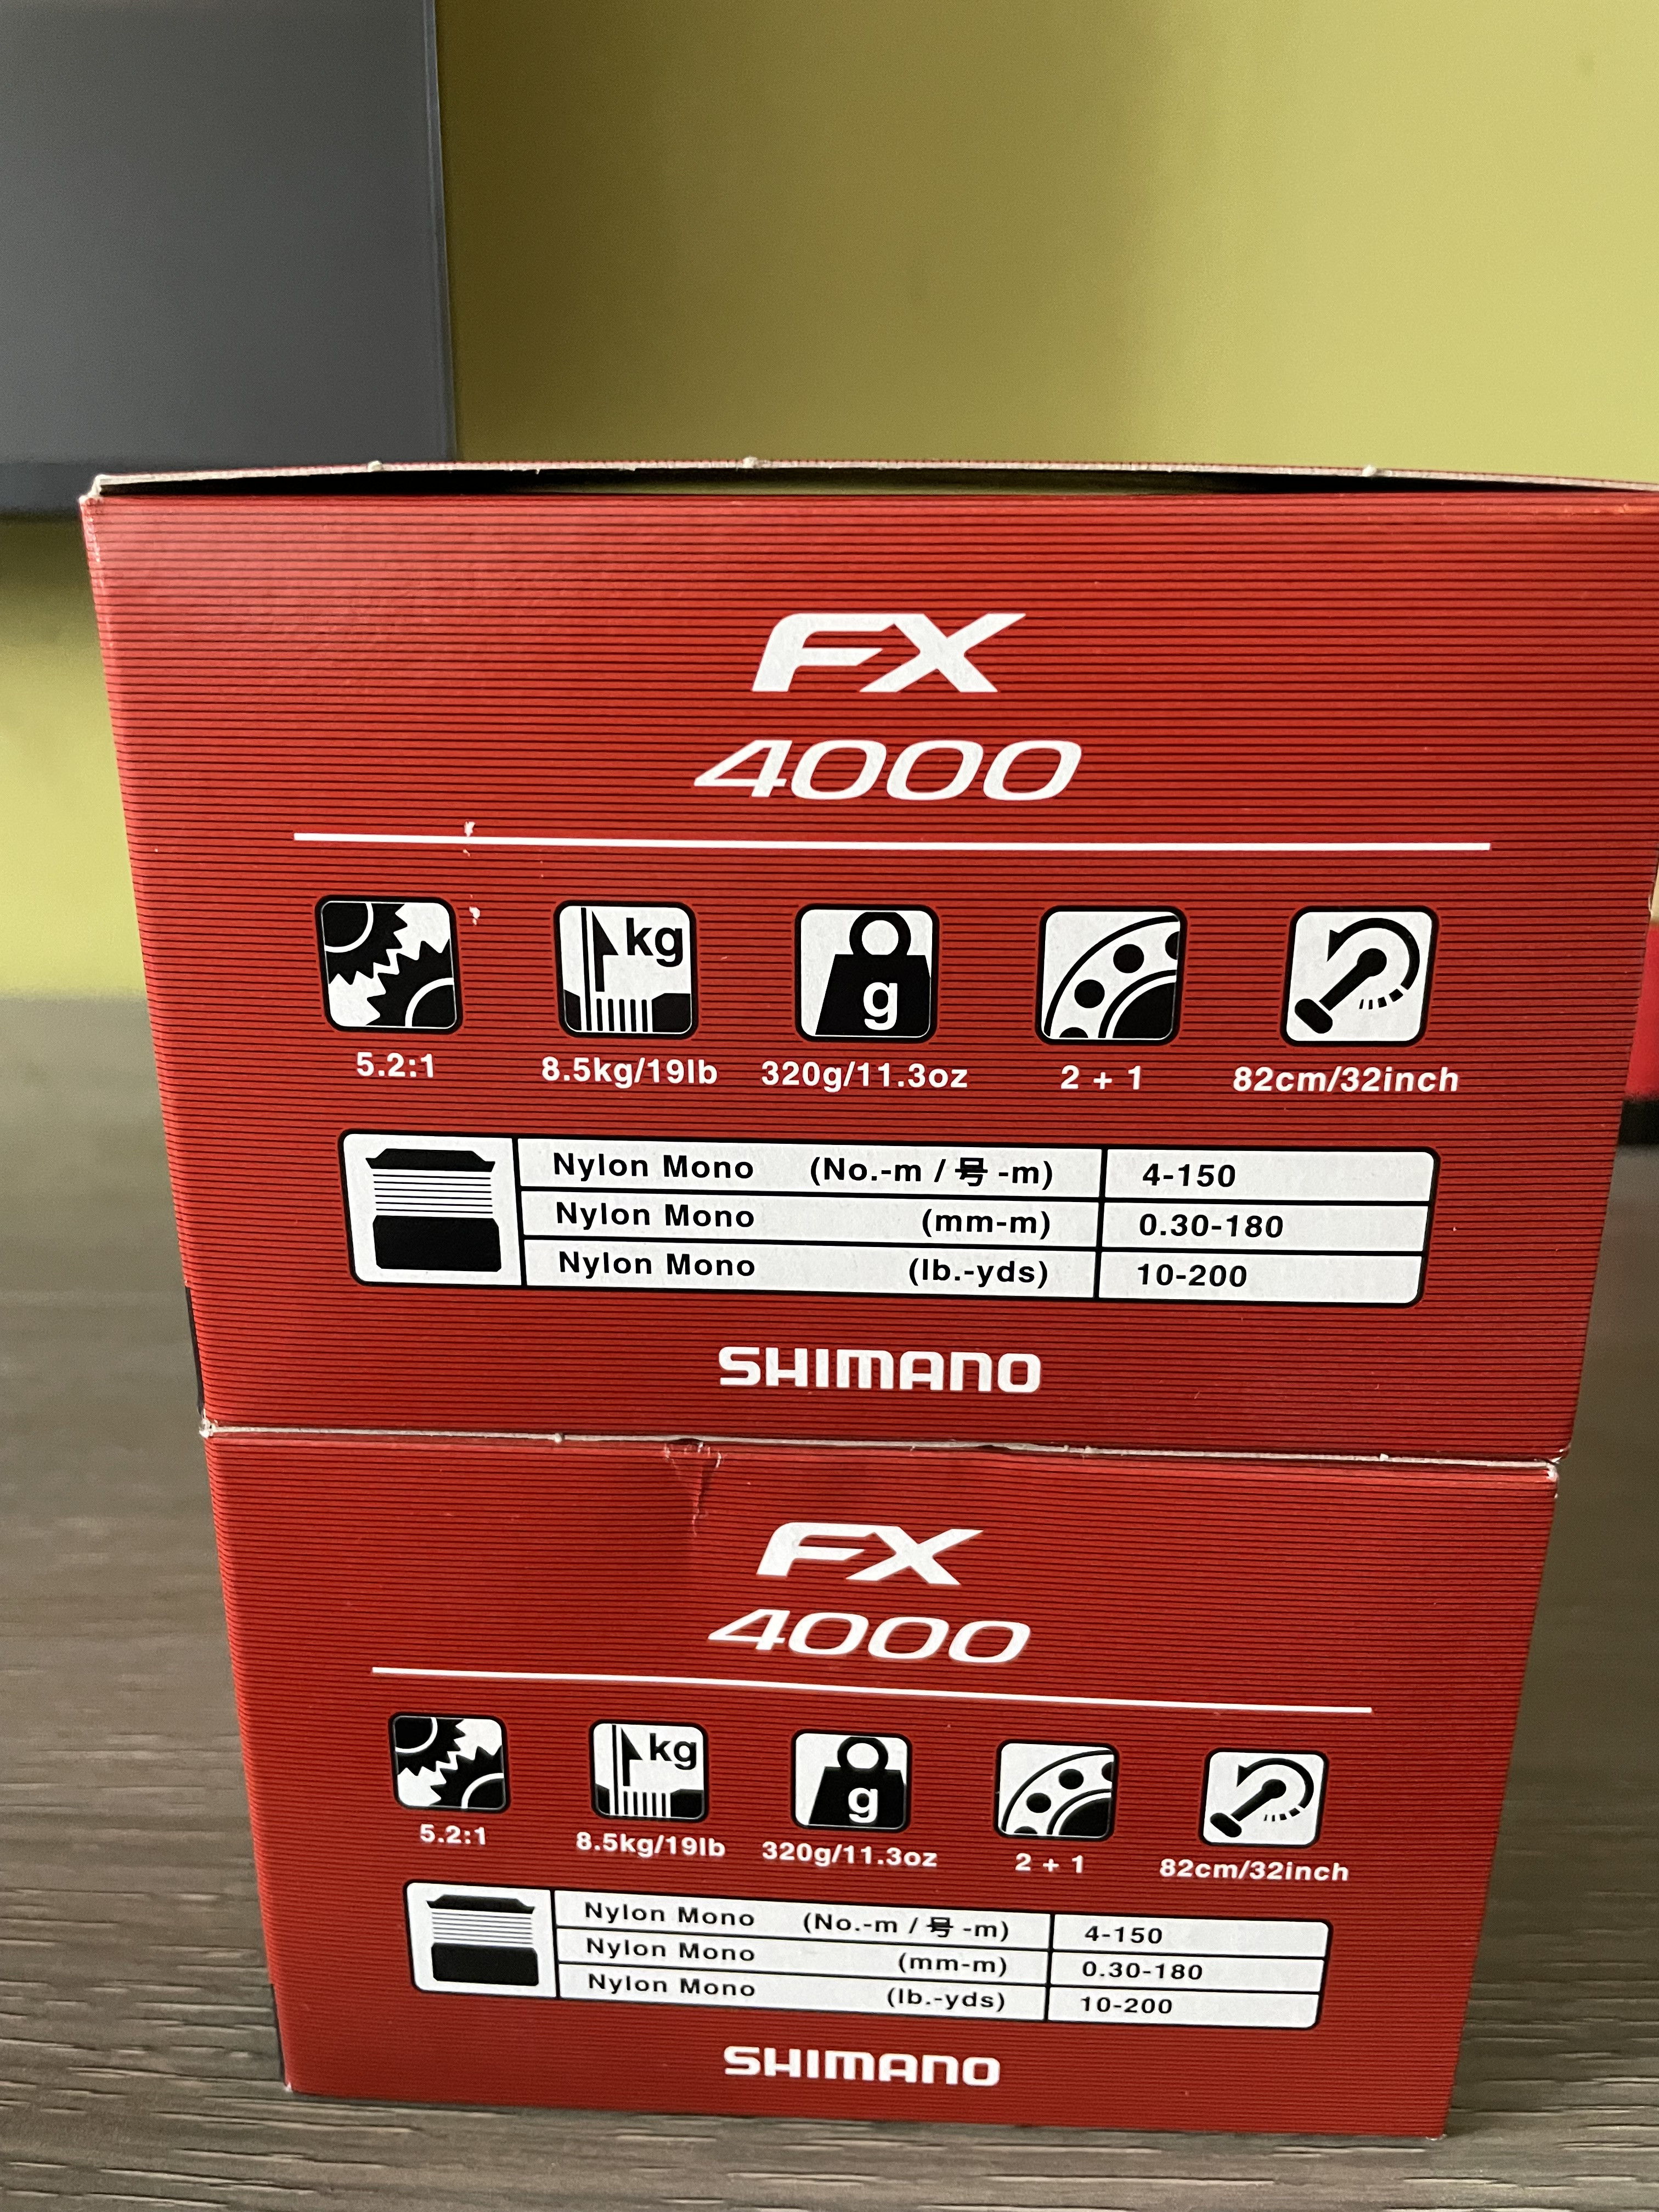 FX
4000
kg
g
5.2:1 8.5kg/19lb 320g/11.3oz 2 + 1 82cm/32inch
Nylon Mono (No.-m / 号 -m) 4-150
Nylon Mono (mm-m) 0.30-180
Nylon Mono (lb.-yds) 10-200
SHIMANO
FX
4000
kg
g
5.2:1 8.5kg/19lb 320g/11.3oz 2 + 1 82cm/32inch
Nylon Mono (No.-m / 号 -m) 4-150
Nylon Mono (mm-m) 0.30-180
Nylon Mono (lb.-yds) 10-200
SHIMANO